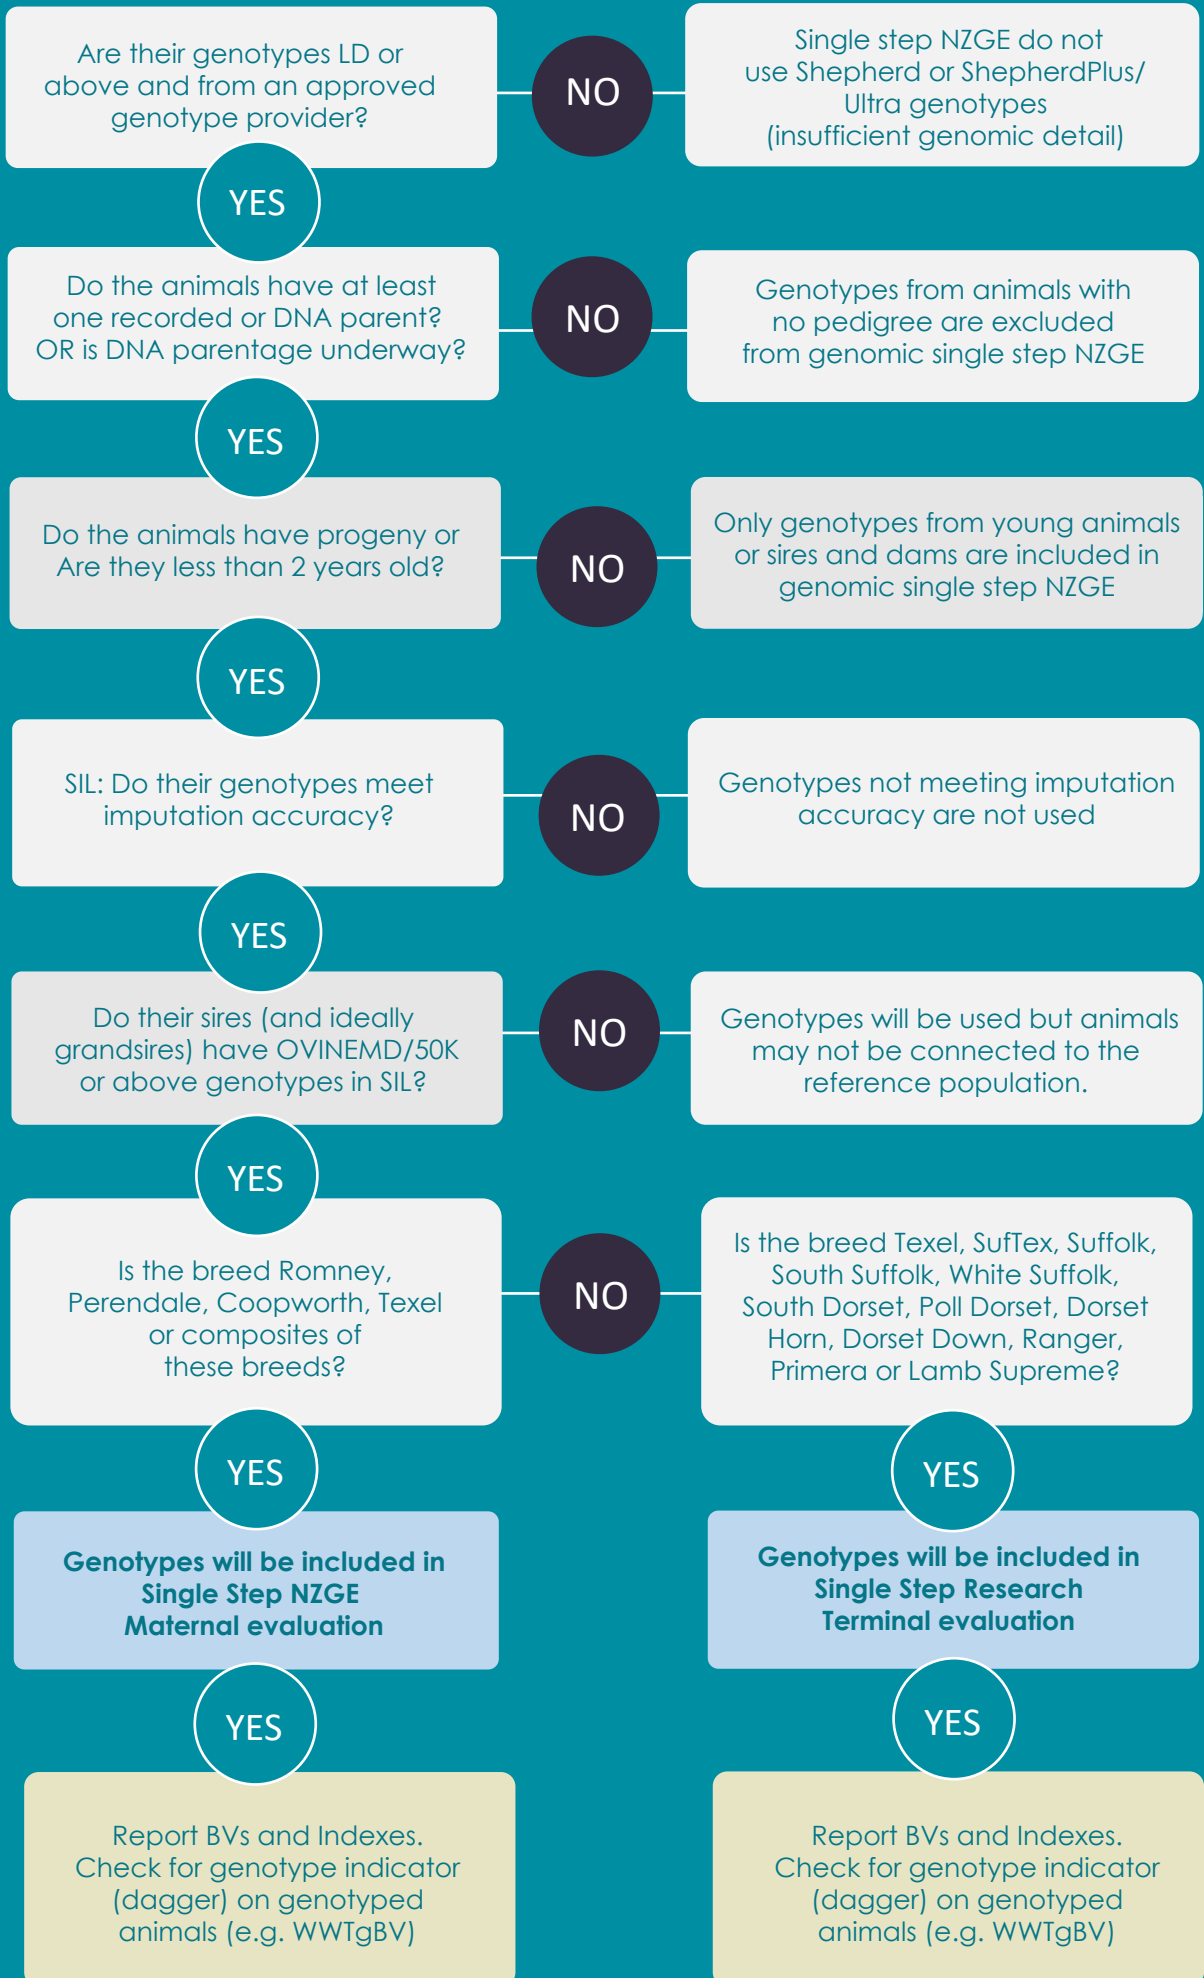 Are their genotypes LD or
above and from an approved
genotype provider?
NO
Single step NZGE do not
use Shepherd or ShepherdPlus/
Ultra genotypes
(insufficient genomic detail)
YES
Do the animals have at least
one recorded or DNA parent?
OR is DNA parentage underway?
NO
Genotypes from animals with
no pedigree are excluded
from genomic single step NZGE
YES
Do the animals have progeny or
Are they less than 2 years old?
NO
Only genotypes from young animals
or sires and dams are included in
genomic single step NZGE
YES
SIL: Do their genotypes meet
imputation accuracy?
NO
Genotypes not meeting imputation
accuracy are not used
YES
Do their sires (and ideally
grandsires) have OVINEMD/50K
or above genotypes in SIL?
NO
Genotypes will be used but animals
may not be connected to the
reference population.
YES
Is the breed Romney,
Perendale, Coopworth, Texel
or composites of
these breeds?
NO
Is the breed Texel, SufTex, Suffolk,
South Suffolk, White Suffolk,
South Dorset, Poll Dorset, Dorset
Horn, Dorset Down, Ranger,
Primera or Lamb Supreme?
YES
YES
Genotypes will be included in
Single Step NZGE
Maternal evaluation
Genotypes will be included in
Single Step Research
Terminal evaluation
YES
YES
Report BVs and Indexes.
Check for genotype indicator
(dagger) on genotyped
animals (e.g. WWTgBV)
Report BVs and Indexes.
Check for genotype indicator
(dagger) on genotyped
animals (e.g. WWTgBV)